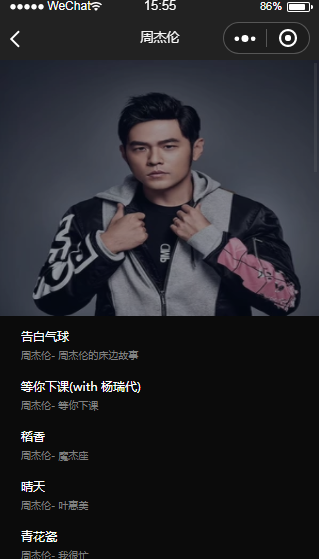 WeChat 15:55 86%
周杰伦
告白气球
周杰伦- 周杰伦的床边故事
等你下课(with 杨瑞代)
周杰伦- 等你下课
稻香
周杰伦- 魔杰座
晴天
周杰伦- 叶惠美
青花瓷
周杰伦- 我很忙